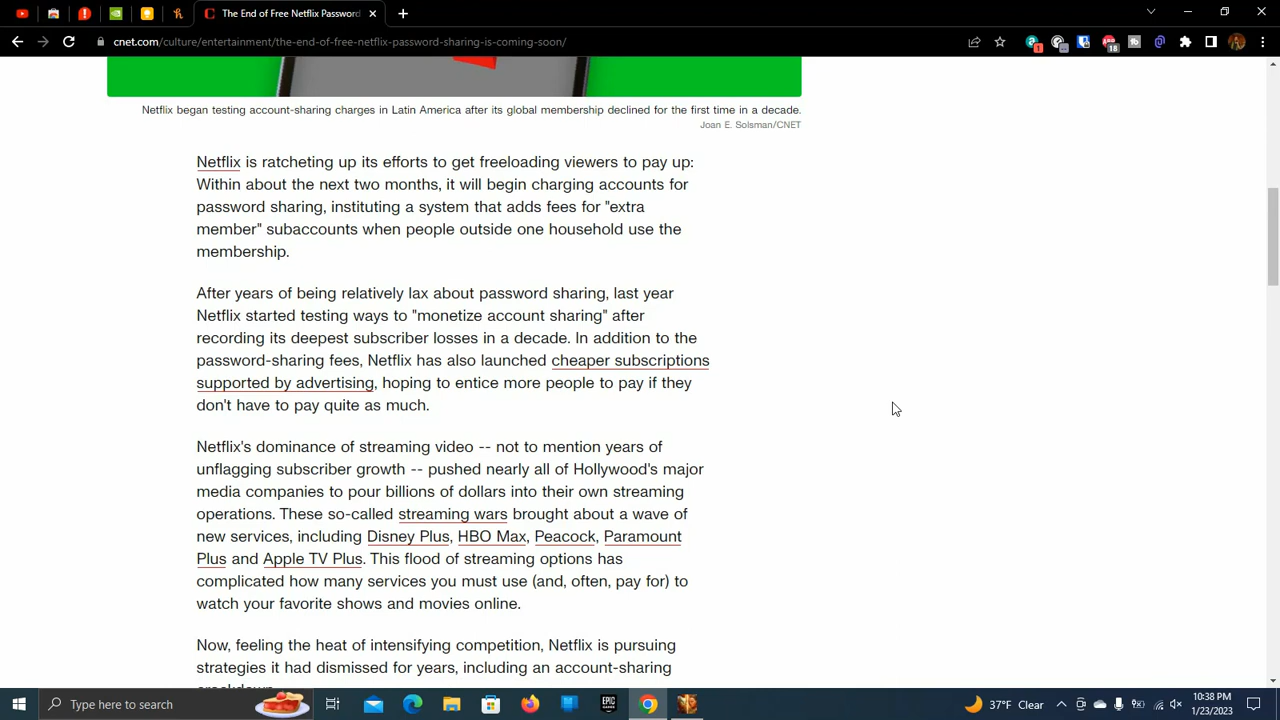 The End of Free Netflix Password
cnet.com/culture/entertainment/the-end-of-free-netflix-password-sharing-is-coming-soon/
1
18
Netflix began testing account-sharing charges in Latin America after its global membership declined for the first time in a decade.
Joan E. Solsman/CNET
Netflix is ratcheting up its efforts to get freeloading viewers to pay up:
Within about the next two months, it will begin charging accounts for
password sharing, instituting a system that adds fees for "extra
member" subaccounts when people outside one household use the
membership.
After years of being relatively lax about password sharing, last year
Netflix started testing ways to "monetize account sharing" after
recording its deepest subscriber losses in a decade. In addition to the
password-sharing fees, Netflix has also launched cheaper subscriptions
supported by advertising, hoping to entice more people to pay if they
don't have to pay quite as much.
Netflix's dominance of streaming video -- not to mention years of
unflagging subscriber growth -- pushed nearly all of Hollywood's major
media companies to pour billions of dollars into their own streaming
operations. These so-called streaming wars brought about a wave of
new services, including Disney Plus, HBO Max, Peacock, Paramount
Plus and Apple TV Plus. This flood of streaming options has
complicated how many services you must use (and, often, pay for) to
watch your favorite shows and movies online.
Now, feeling the heat of intensifying competition, Netflix is pursuing
strategies it had dismissed for years, including an account-sharing
Type here to search
EPIC
GAMES
37°F Clear
10:38 PM
1/23/2023